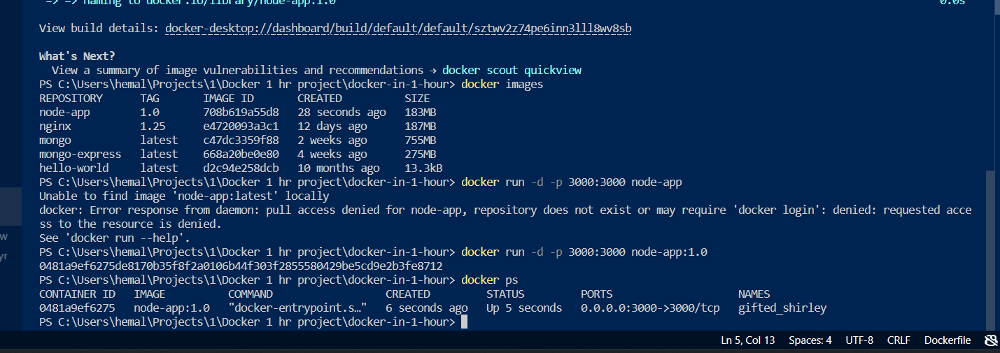 => => naming to docker.io/library/node-app:1.0 0.0s
View build details: docker-desktop://dashboard/build/default/default/sztwv2z74pe6inn3lll8wv8sb
What's Next?
View a summary of image vulnerabilities and recommendations → docker scout quickview
PS C:\Users\hemal\Projects\1\Docker 1 hr project\docker-in-1-hour> docker images
REPOSITORY TAG IMAGE ID CREATED SIZE
node-app 1.0 708b619a55d8 28 seconds ago 183MB
nginx 1.25 e4720093a3c1 12 days ago 187MB
mongo latest c47dc3359f88 2 weeks ago 755MB
mongo-express latest 668a20be0e80 4 weeks ago 275MB
hello-world latest d2c94e258dcb 10 months ago 13.3kB
PS C:\Users\hemal\Projects\1\Docker 1 hr project\docker-in-1-hour> docker run -d -p 3000:3000 node-app
Unable to find image 'node-app:latest' locally
docker: Error response from daemon: pull access denied for node-app, repository does not exist or may require 'docker login': denied: requested acce
ss to the resource is denied.
See 'docker run --help'.
PS C:\Users\hemal\Projects\1\Docker 1 hr project\docker-in-1-hour> docker run -d -p 3000:3000 node-app:1.0
0481a9ef6275de8170b35f8f2a0106b44f303f2855580429be5cd9e2b3fe8712
PS C:\Users\hemal\Projects\1\Docker 1 hr project\docker-in-1-hour> docker ps
CONTAINER ID IMAGE COMMAND CREATED STATUS PORTS NAMES
0481a9ef6275 node-app:1.0 "docker-entrypoint.s…" 6 seconds ago Up 5 seconds 0.0.0.0:3000->3000/tcp gifted_shirley
PS C:\Users\hemal\Projects\1\Docker 1 hr project\docker-in-1-hour>
Ln 5, Col 13 Spaces: 4 UTF-8 CRLF Dockerfile